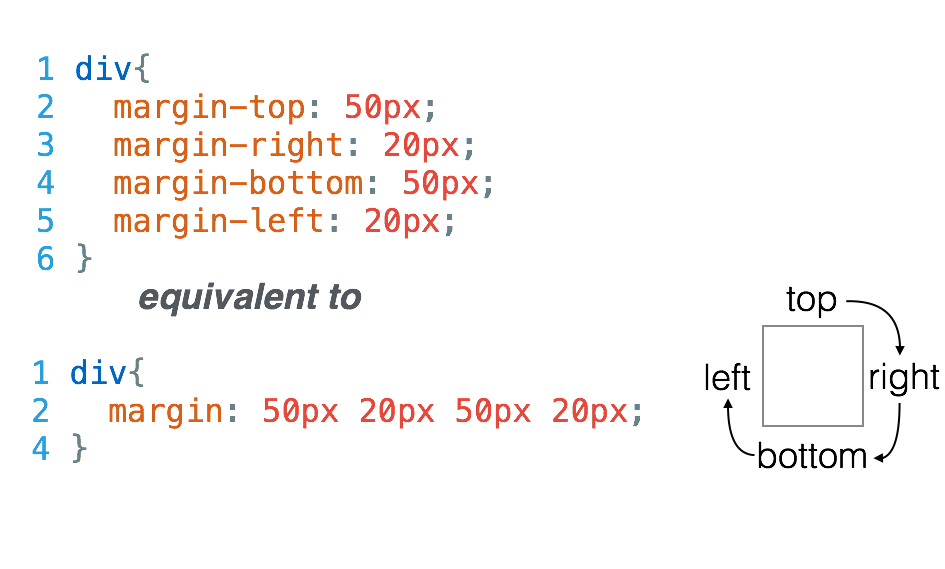 1 div{
2   margin-top: 50px;
3   margin-right: 20px;
4   margin-bottom: 50px;
5   margin-left: 20px;
6 }
equivalent to
1 div{
2   margin: 50px 20px 50px 20px;
4 }
top
left
right
bottom